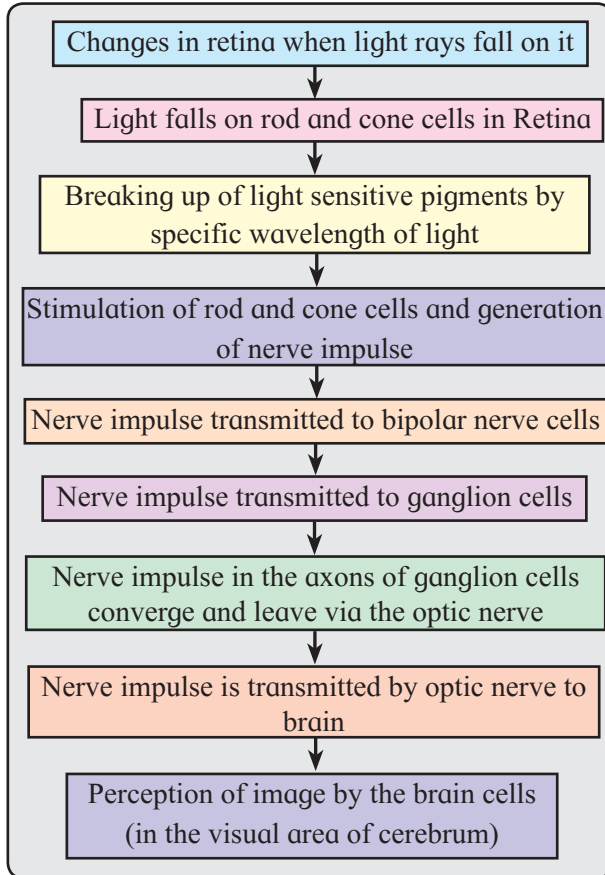 Changes in retina when light rays fall on it
Light falls on rod and cone cells in Retina
Breaking up of light sensitive pigments by
specific wavelength of light
Stimulation of rod and cone cells and generation
of nerve impulse
Nerve impulse transmitted to bipolar nerve cells
Nerve impulse transmitted to ganglion cells
Nerve impulse in the axons of ganglion cells
converge and leave via the optic nerve
Nerve impulse is transmitted by optic nerve to
brain
Perception of image by the brain cells
(in the visual area of cerebrum)